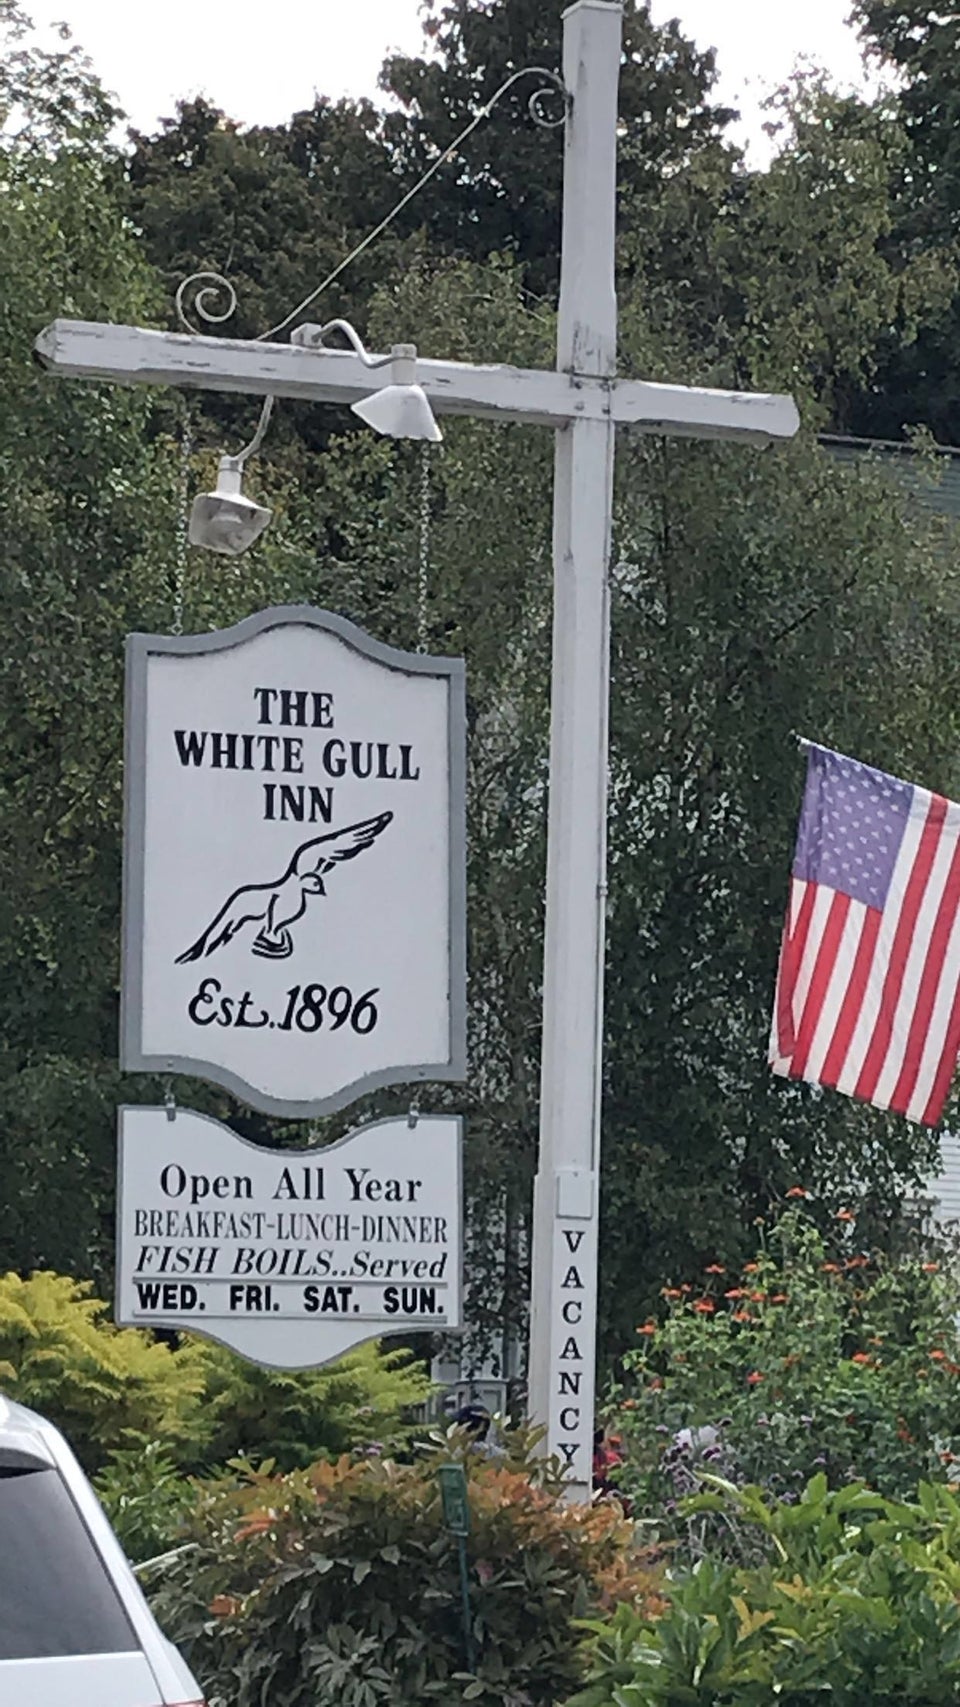 THE
WHITE GULL
INN
Est. 1896
Open All Year
BREAKFAST-LUNCH-DINNER
FISH BOILS..Served
WED. FRI. SAT. SUN.
VACANCY